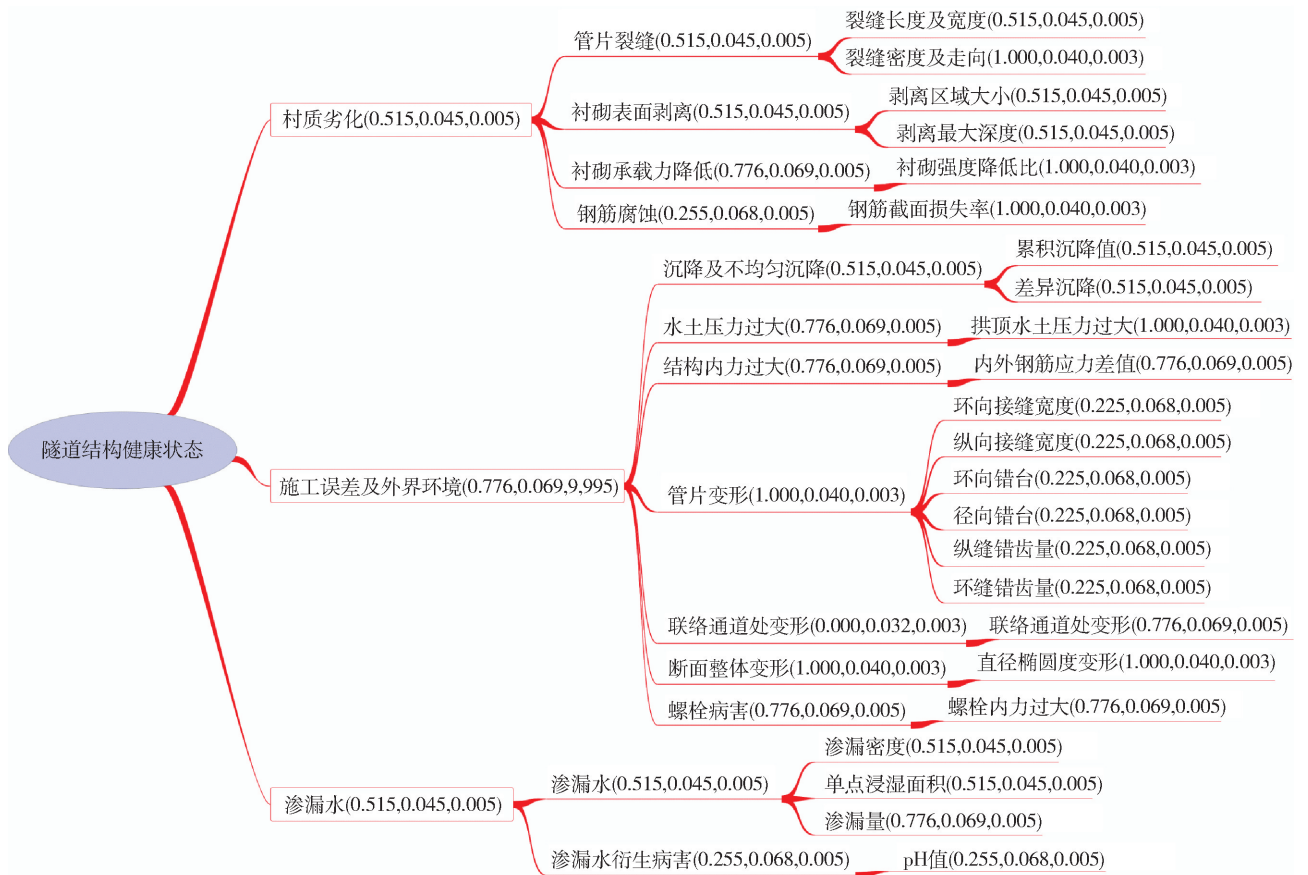 隧道结构健康状态
村质劣化(0.515,0.045,0.005)
管片裂缝(0.515,0.045,0.005)
裂缝长度及宽度(0.515,0.045,0.005)
裂缝密度及走向(1.000,0.040,0.003)
衬砌表面剥离(0.515,0.045,0.005)
剥离区域大小(0.515,0.045,0.005)
剥离最大深度(0.515,0.045,0.005)
衬砌承载力降低(0.776,0.069,0.005)
衬砌强度降低比(1.000,0.040,0.003)
钢筋腐蚀(0.255,0.068,0.005)
钢筋截面损失率(1.000,0.040,0.003)
施工误差及外界环境(0.776,0.069,9,995)
沉降及不均匀沉降(0.515,0.045,0.005)
累积沉降值(0.515,0.045,0.005)
差异沉降(0.515,0.045,0.005)
水土压力过大(0.776,0.069,0.005)
拱顶水土压力过大(1.000,0.040,0.003)
结构内力过大(0.776,0.069,0.005)
内外钢筋应力差值(0.776,0.069,0.005)
管片变形(1.000,0.040,0.003)
环向接缝宽度(0.225,0.068,0.005)
纵向接缝宽度(0.225,0.068,0.005)
环向错台(0.225,0.068,0.005)
径向错台(0.225,0.068,0.005)
纵缝错齿量(0.225,0.068,0.005)
环缝错齿量(0.225,0.068,0.005)
联络通道处变形(0.000,0.032,0.003)
联络通道处变形(0.776,0.069,0.005)
断面整体变形(1.000,0.040,0.003)
直径椭圆度变形(1.000,0.040,0.003)
螺栓病害(0.776,0.069,0.005)
螺栓内力过大(0.776,0.069,0.005)
渗漏水(0.515,0.045,0.005)
渗漏水(0.515,0.045,0.005)
渗漏密度(0.515,0.045,0.005)
单点浸湿面积(0.515,0.045,0.005)
渗漏量(0.776,0.069,0.005)
渗漏水衍生病害(0.255,0.068,0.005)
pH值(0.255,0.068,0.005)